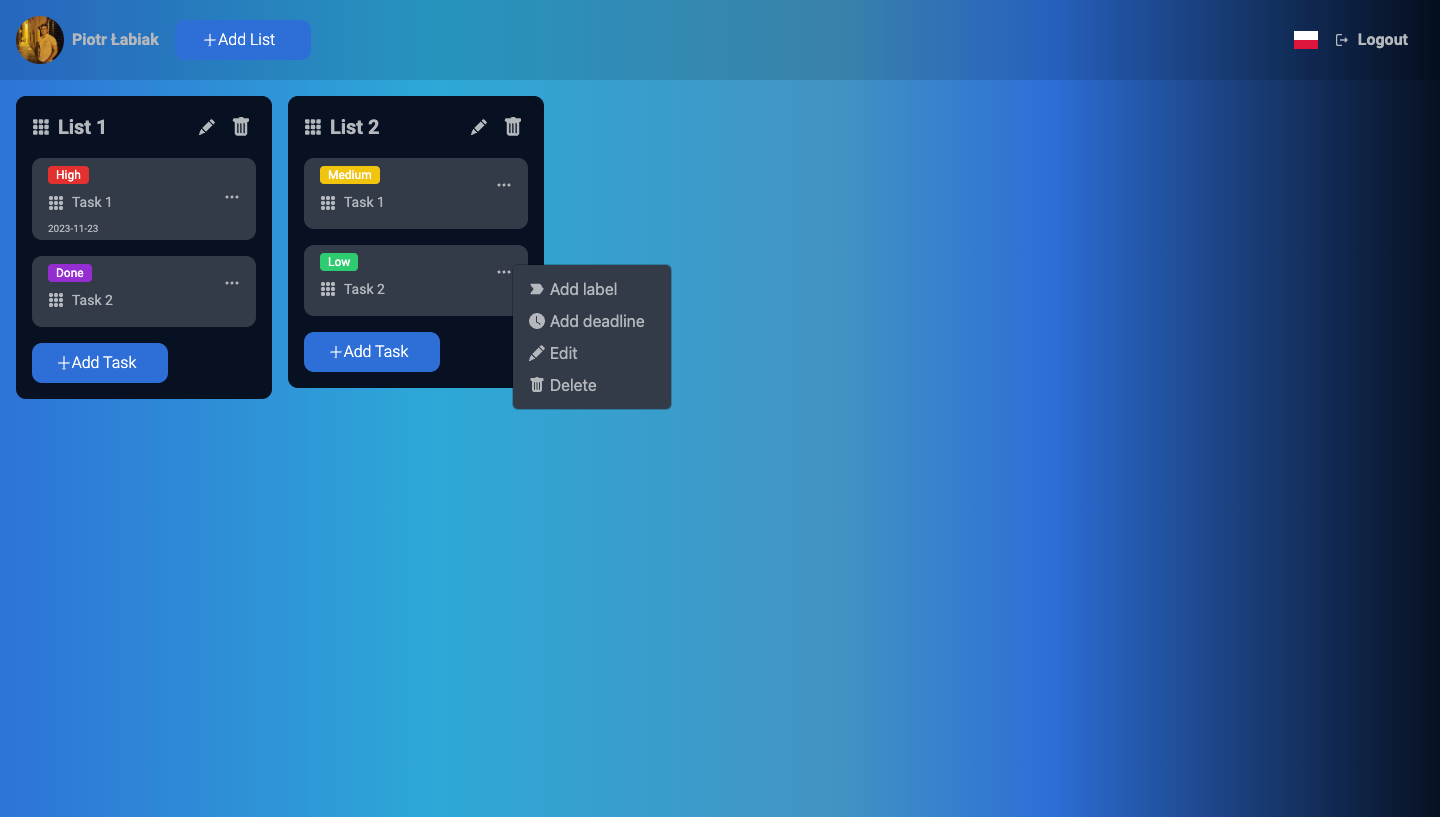 Piotr Łabiak
Add List
Logout
List 1
High
Task 1
2023-11-23
Done
Task 2
Add Task
List 2
Medium
Task 1
Low
Task 2
Add Task
Add label
Add deadline
Edit
Delete